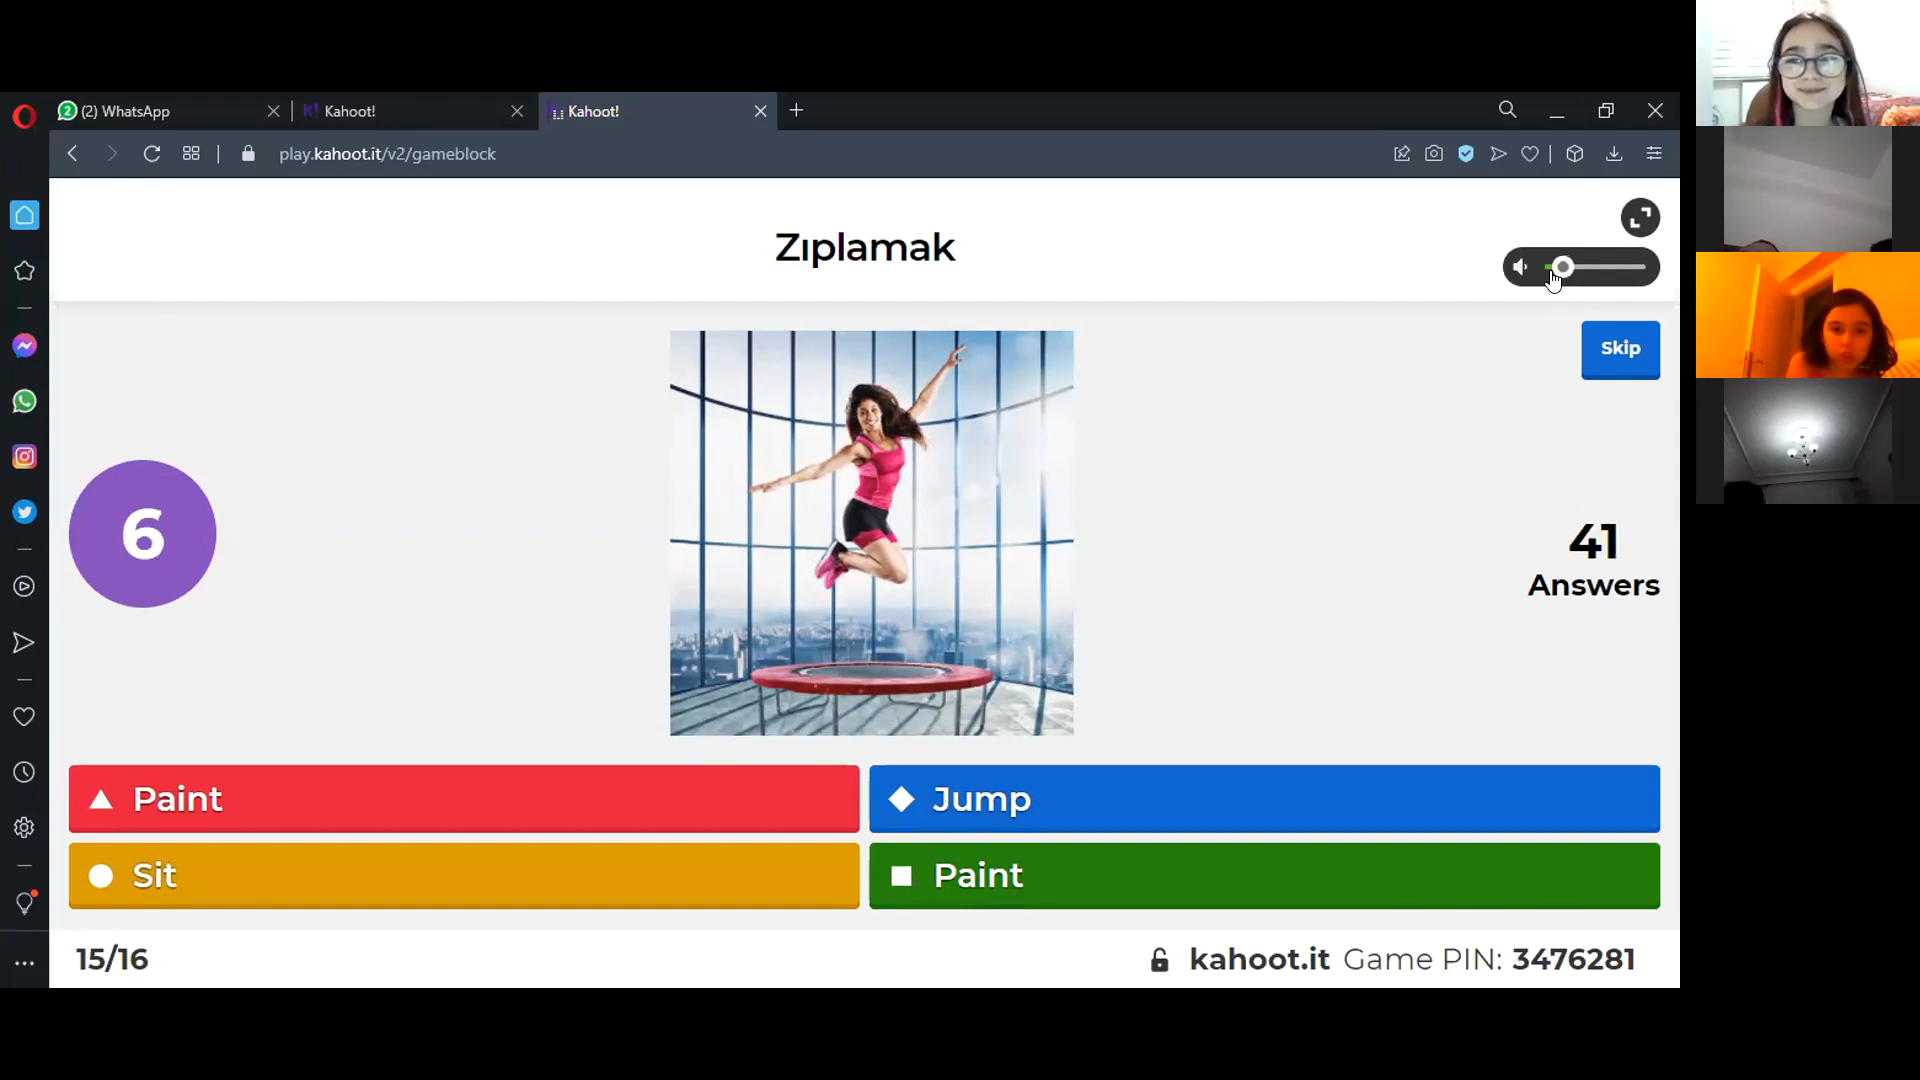 2 (2) WhatsApp
K! Kahoot!
Kahoot!
play.kahoot.it/v2/gameblock
Zıplamak
Skip
6
41
Answers
Paint
Jump
Sit
Paint
15/16
kahoot.it Game PIN: 3476281